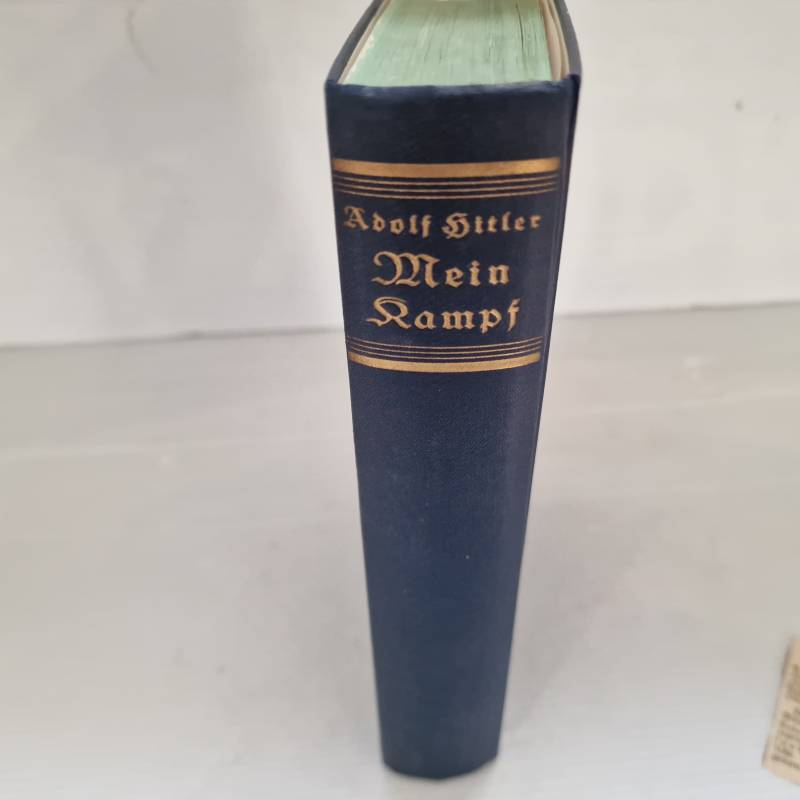 Adolf Hitler
Mein
Kampf